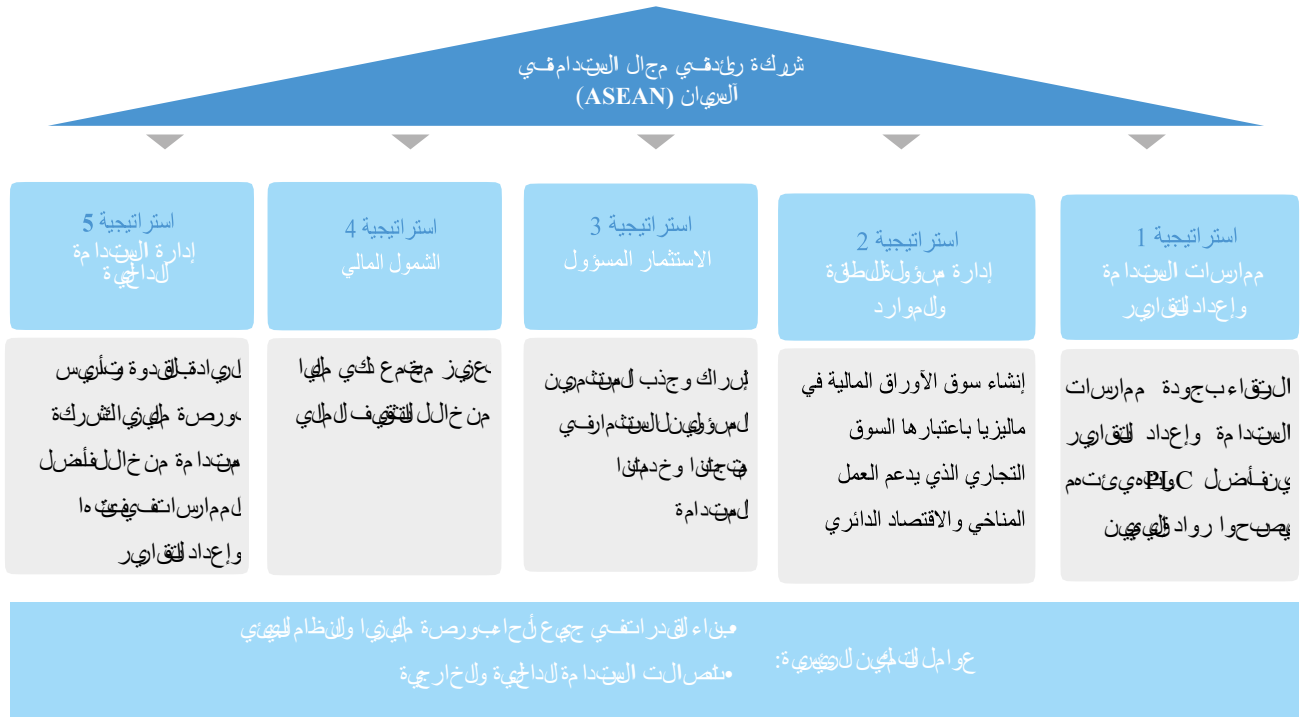 شركة رائدة في مجال الاستدامة في
آسيان (ASEAN)
استراتيجية 1
ممارسات الاستدامة
وإعداد التقارير
الارتقاء بجودة ممارسات
الاستدامة وإعداد التقارير
بين أفضل PLC وتهيئتهم
ليصبحوا رواد إقليميين
استراتيجية 2
إدارة مسؤولة للطاقة
والموارد
إنشاء سوق الأوراق المالية في
ماليزيا باعتبارها السوق
التجاري الذي يدعم العمل
المناخي والاقتصاد الدائري
استراتيجية 3
الاستثمار المسؤول
إشراك وجذب المستثمرين
المسؤولين للاستثمار في
منتجاتنا وخدماتنا
المستدامة
استراتيجية 4
الشمول المالي
تعزيز مجتمع ذكي ماليا
من خلال التثقيف المالي
استراتيجية 5
إدارة الاستدامة
الداخلية
الريادة بالقدوة وتأسيس
بورصة ماليزيا كشركة
مستدامة من خلال أفضل
الممارسات في فئتها
وإعداد التقارير
عوامل التمكين الرئيسية:
•بناء القدرات في جميع أنحاء بورصة ماليزيا والنظام البيئي
•اتصالات الاستدامة الداخلية والخارجية